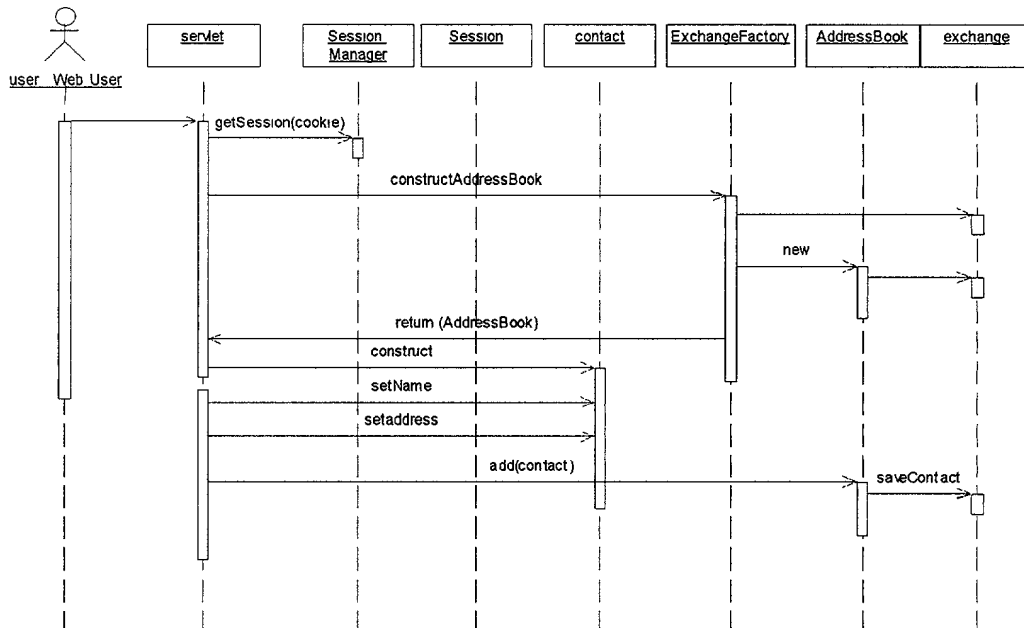 servlet
Session
Manager
Session
contact
ExchangeFactory
AddressBook
exchange
user Web User
getSession(cookie)
constructAddressBook
new
return (AddressBook)
construct
setName
setaddress
add(contact)
saveContact